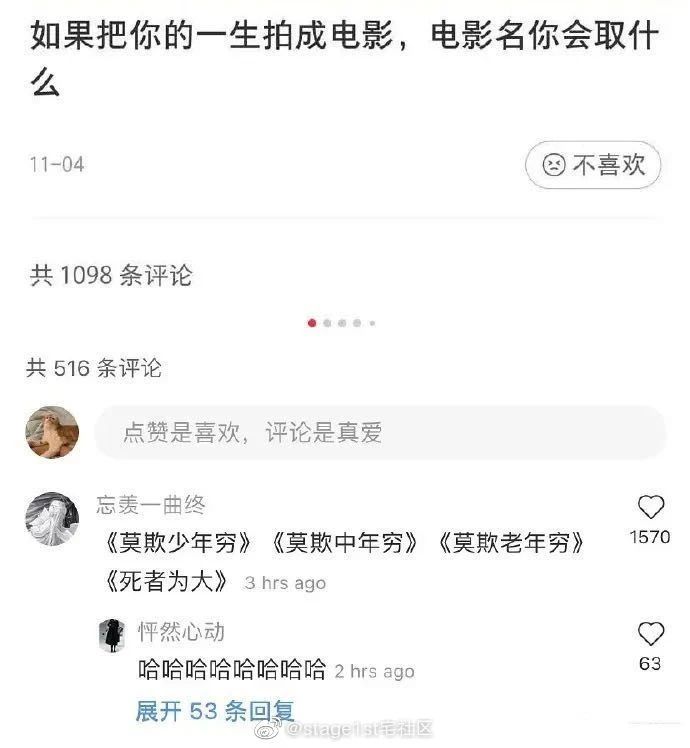 如果把你的一生拍成电影，电影名你会取什
么
11-04
不喜欢
共 1098 条评论
共 516 条评论
点赞是喜欢，评论是真爱
忘羡一曲终
《莫欺少年穷》《莫欺中年穷》《莫欺老年穷》
1570
《死者为大》 3 hrs ago
怦然心动
哈哈哈哈哈哈哈哈 2 hrs ago
63
展开 53 条回复
@stage1st宅社区